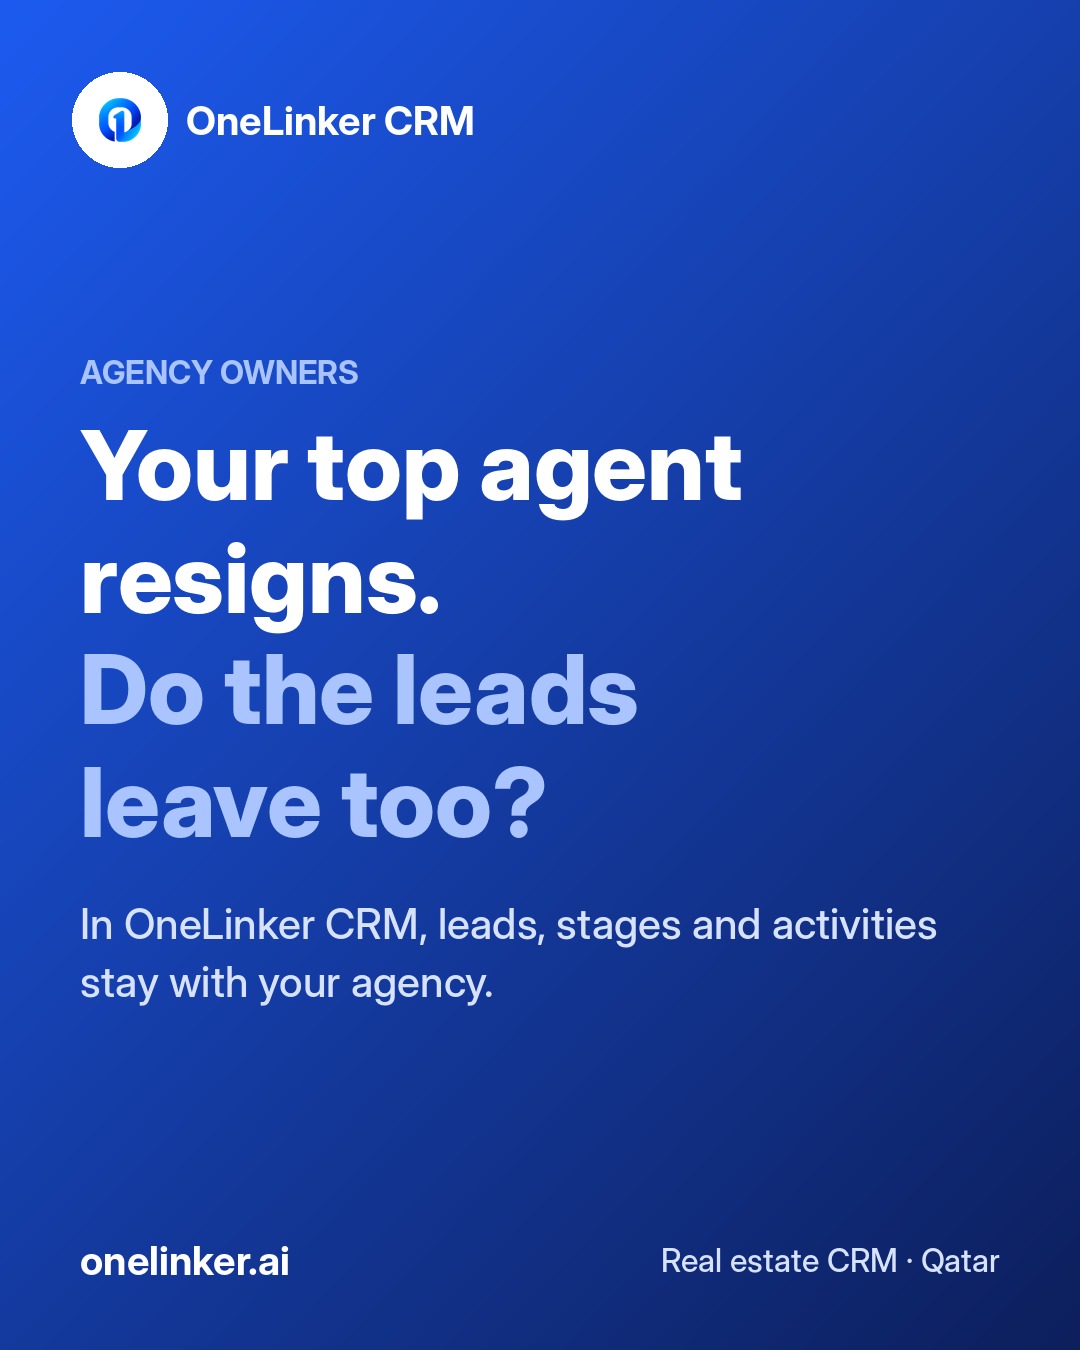 OneLinker CRM
AGENCY OWNERS
Your top agent
resigns.
Do the leads
leave too?
In OneLinker CRM, leads, stages and activities
stay with your agency.
onelinker.ai
Real estate CRM · Qatar